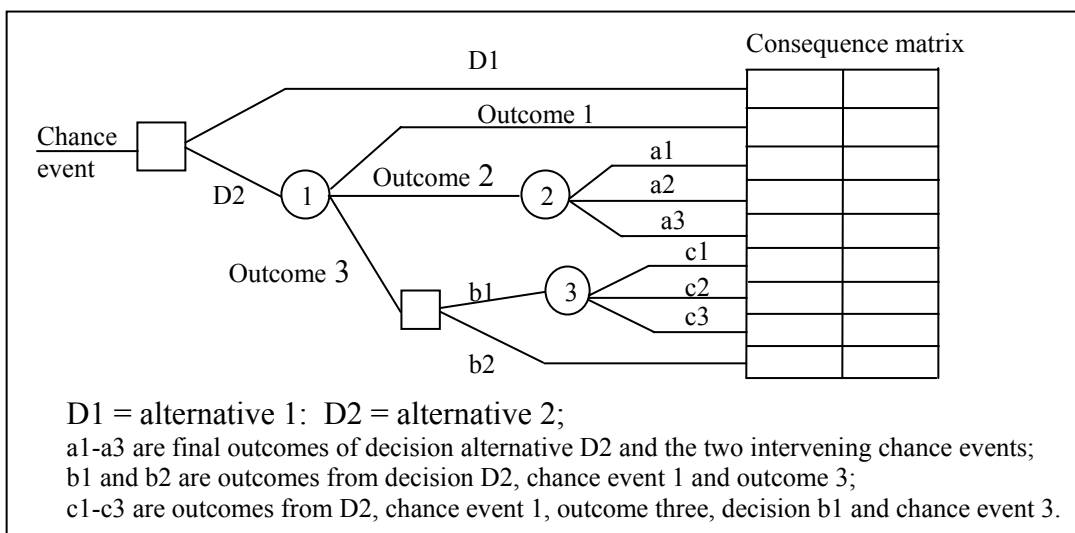 Consequence matrix
D1
Outcome 1
Chance
event
a1
Outcome 2
a2
1
2
D2
a3
c1
Outcome 3
b1
3
c2
c3
b2
D1 = alternative 1:  D2 = alternative 2;
a1-a3 are final outcomes of decision alternative D2 and the two intervening chance events;
b1 and b2 are outcomes from decision D2, chance event 1 and outcome 3;
c1-c3 are outcomes from D2, chance event 1, outcome three, decision b1 and chance event 3.